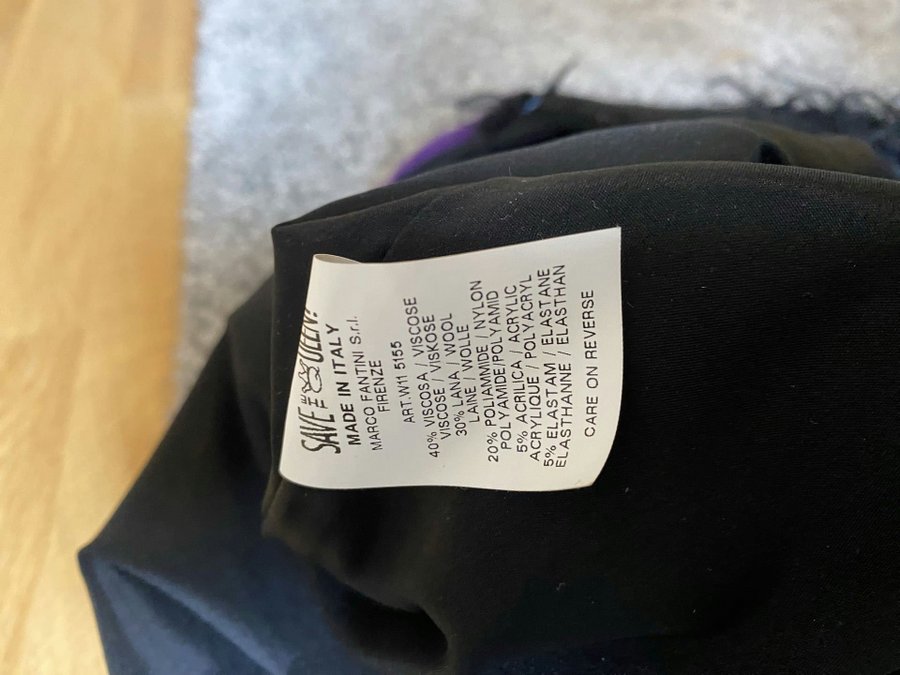 SAVE THE QUEEN!
MADE IN ITALY
MARCO FANTINI S.r.l.
FIRENZE
ART.W11 5155
40% VISCOSA / VISCOSE
VISCOSE / VISKOSE
30% LANA WOOL
LAINE / WOLLE
20% POLIAMMIDE / NYLON
POLYAMIDE/POLYAMID
5% ACRILICA / ACRYLIC
ACRYLIQUE / POLYACRYL
5% ELASTAM / ELASTANE
ELASTHANNE / ELASTHAN
CARE ON REVERSE